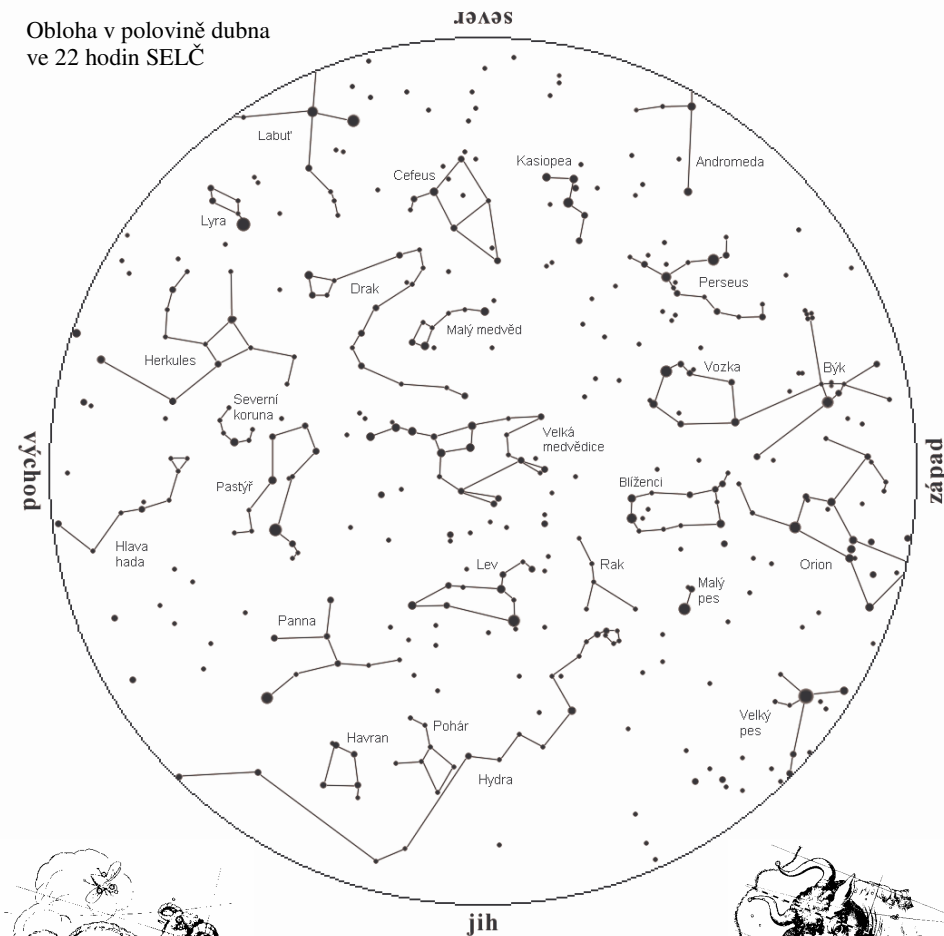 Obloha v polovině dubna
ve 22 hodin SELČ
sever
Labuť
Kasiopea
Andromeda
Cefeus
Lyra
Drak
Perseus
Malý medvěd
Herkules
Vozka
Býk
Severní
koruna
Velká
medvědice
východ
západ
Pastýř
Blíženci
Hlava
hada
Lev
Rak
Orion
Malý
pes
Panna
Velký
pes
Pohár
Havran
Hydra
jih